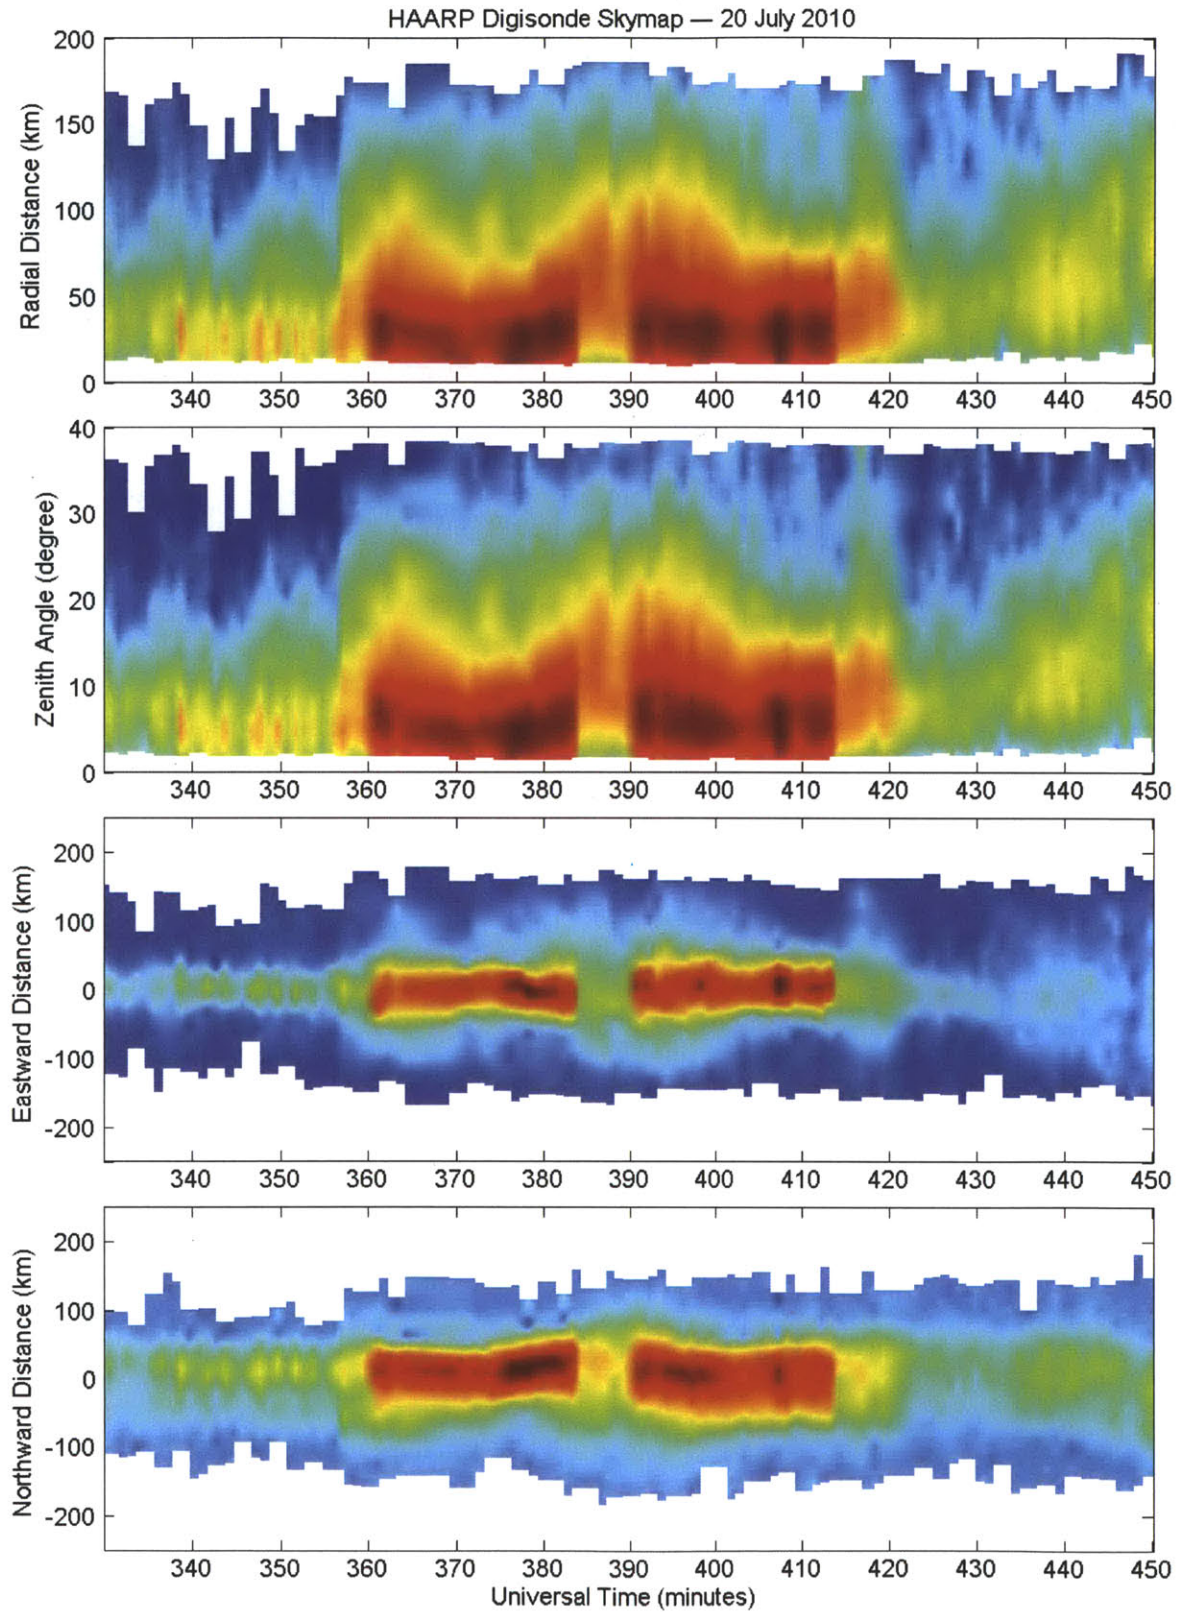 HAARP Digisonde Skymap — 20 July 2010
Radial Distance (km)
200
150
100
50
0
340 350 360 370 380 390 400 410 420 430 440 450
Zenith Angle (degree)
40
30
20
10
0
340 350 360 370 380 390 400 410 420 430 440 450
Eastward Distance (km)
200
100
0
-100
-200
340 350 360 370 380 390 400 410 420 430 440 450
Northward Distance (km)
200
100
0
-100
-200
340 350 360 370 380 390 400 410 420 430 440 450
Universal Time (minutes)